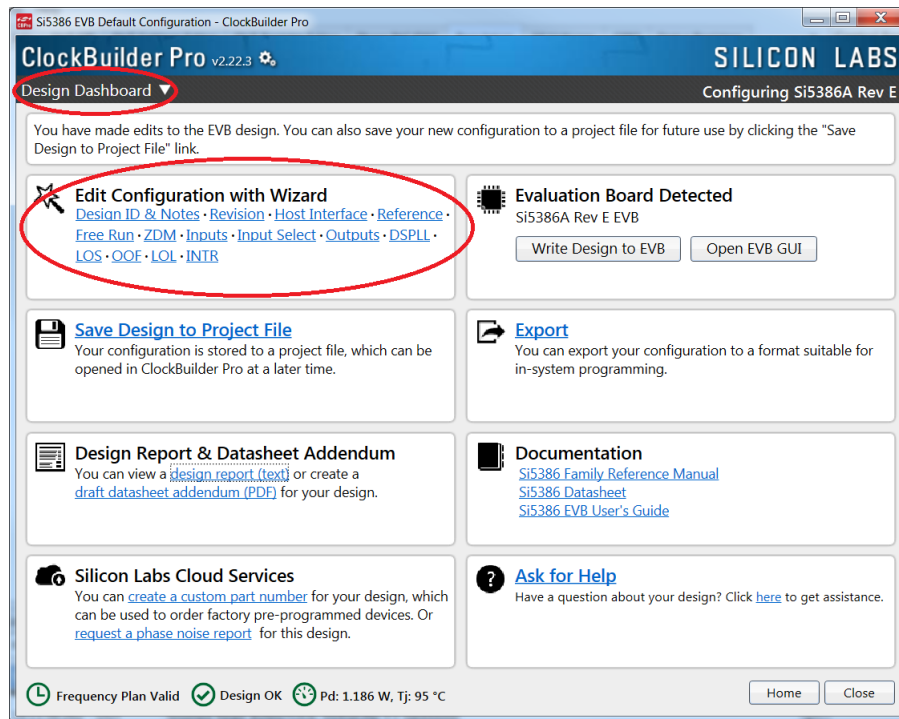 Si5386 EVB Default Configuration - ClockBuilder Pro
ClockBuilder Pro v2.22.3
SILICON LABS
Design Dashboard ▼
Configuring Si5386A Rev E
You have made edits to the EVB design. You can also save your new configuration to a project file for future use by clicking the "Save
Design to Project File" link.
Edit Configuration with Wizard
Design ID & Notes · Revision · Host Interface · Reference ·
Free Run · ZDM · Inputs · Input Select · Outputs · DSPLL ·
LOS · OOF · LOL · INTR
Evaluation Board Detected
Si5386A Rev E EVB
Write Design to EVB
Open EVB GUI
Save Design to Project File
Your configuration is stored to a project file, which can be
opened in ClockBuilder Pro at a later time.
Export
You can export your configuration to a format suitable for
in-system programming.
Design Report & Datasheet Addendum
You can view a design report (text) or create a
draft datasheet addendum (PDF) for your design.
Documentation
Si5386 Family Reference Manual
Si5386 Datasheet
Si5386 EVB User's Guide
Silicon Labs Cloud Services
You can create a custom part number for your design, which
can be used to order factory pre-programmed devices. Or
request a phase noise report for this design.
Ask for Help
Have a question about your design? Click here to get assistance.
Frequency Plan Valid
Design OK
Pd: 1.186 W, Tj: 95 °C
Home
Close